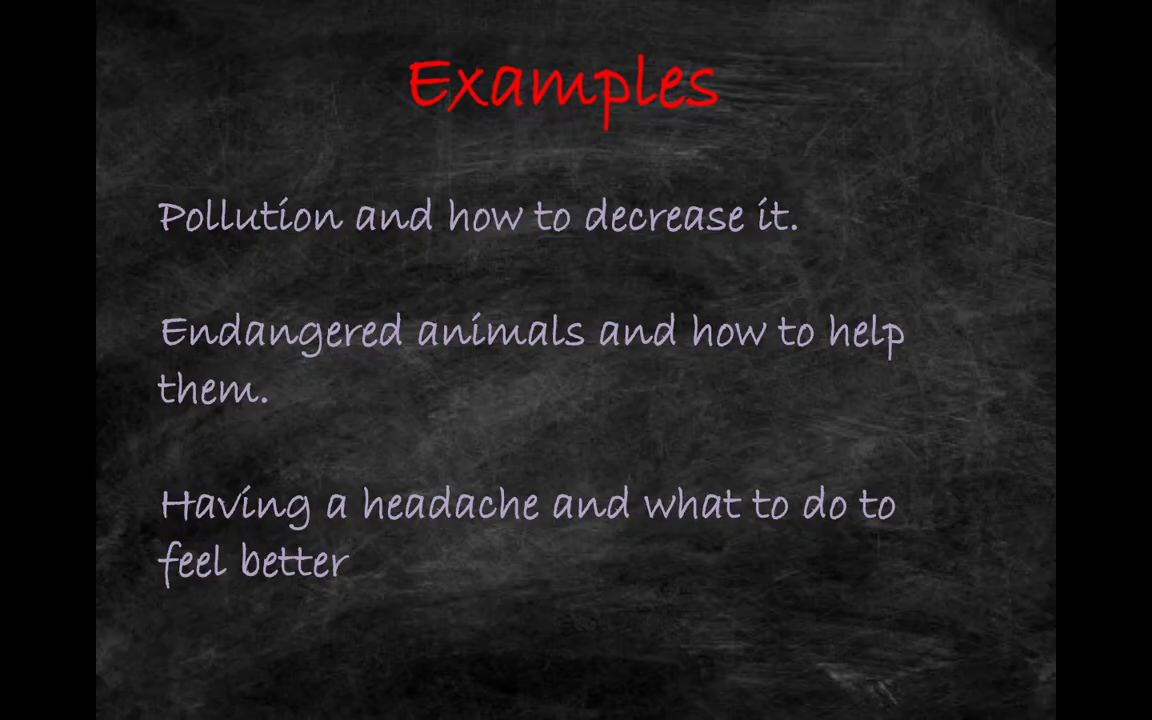 Examples
Pollution and how to decrease it.
Endangered animals and how to help
them.
Having a headache and what to do to
feel better